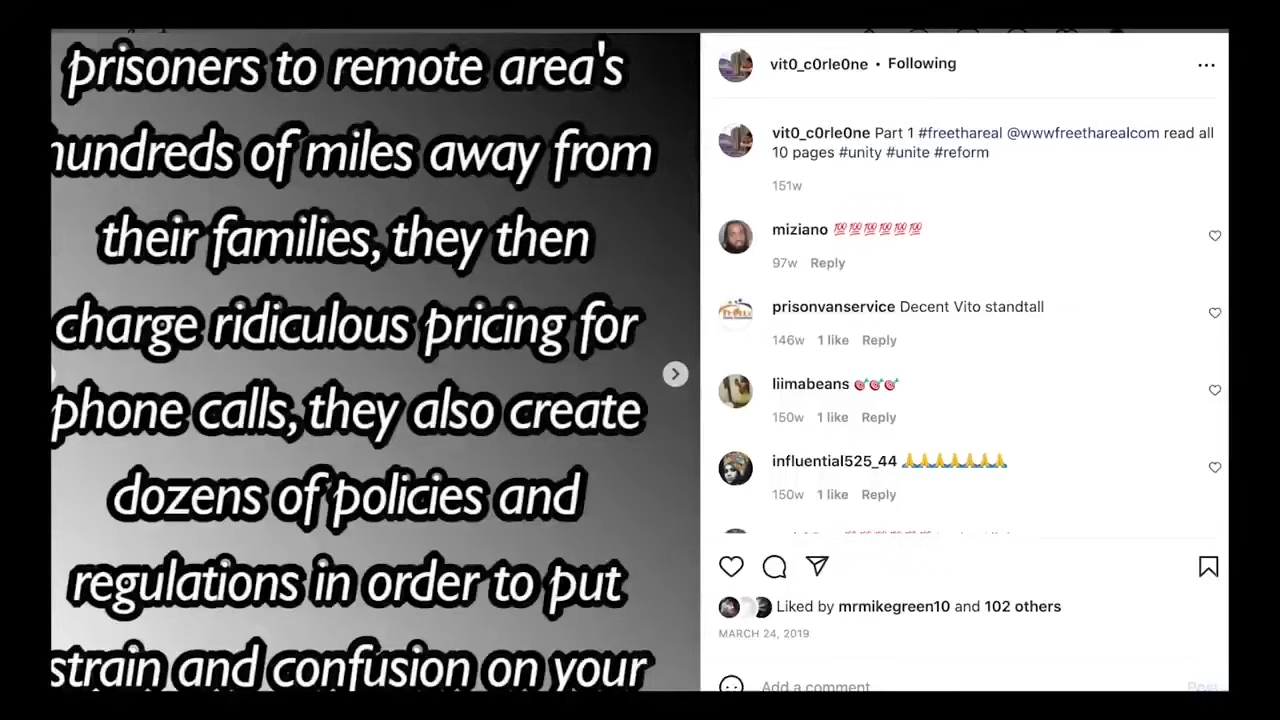 prisoners to remote area's
hundreds of miles away from
their families, they then
charge ridiculous pricing for
phone calls, they also create
dozens of policies and
regulations in order to put
strain and confusion on your
vit0_c0rle0ne • Following
vit0_c0rle0ne Part 1 #freethareal @wwwfreetharealcom read all
10 pages #unity #unite #reform
151w
miziano 💯💯💯💯💯💯
97w Reply
prisonvanservice Decent Vito standtall
146w 1 like Reply
liimabeans 🎯🎯🎯
150w 1 like Reply
influential525_44 🙏🙏🙏🙏🙏🙏🙏
150w 1 like Reply
Liked by mrmikegreen10 and 102 others
MARCH 24, 2019
Add a comment
Post